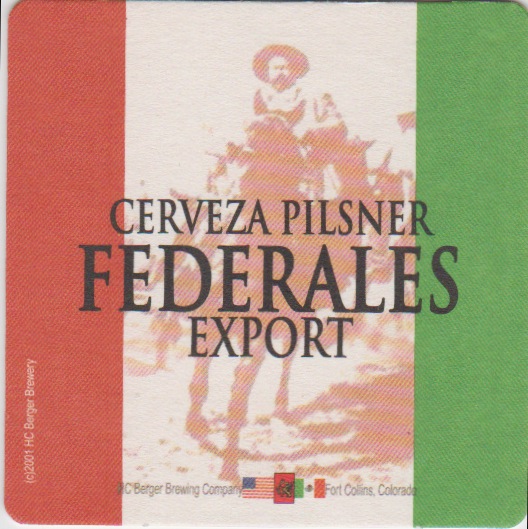 CERVEZA PILSNER
FEDERALES
EXPORT
(c)2001 HC Berger Brewery
HC Berger Brewing Company Fort Collins, Colorado